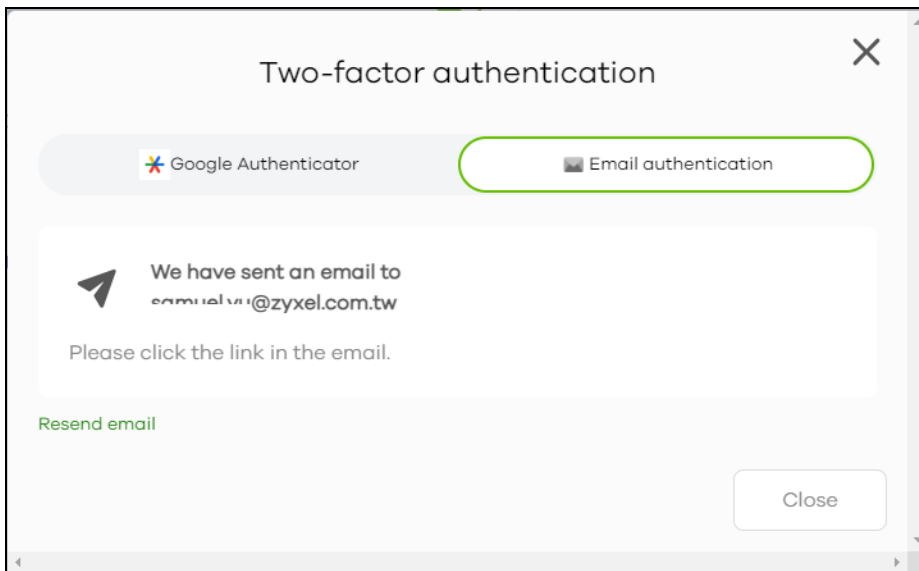 Two-factor authentication
Google Authenticator
Email authentication
We have sent an email to
@zyxel.com.tw
Please click the link in the email.
Resend email
Close